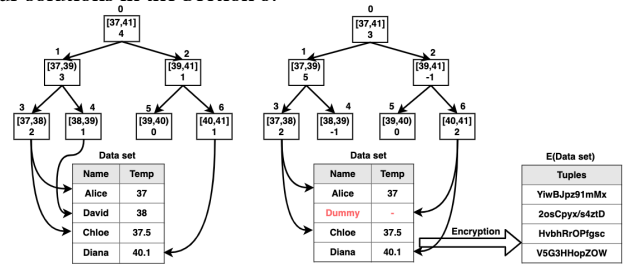 0
[37,41]
4
1
[37,39)
3
2
[39,41]
1
3
[37,38)
2
4
[38,39)
1
5
[39,40)
0
6
[40,41]
1
Data set
Name Temp
Alice 37
David 38
Chloe 37.5
Diana 40.1
0
[37,41]
3
1
[37,39)
5
2
[39,41]
-1
3
[37,38)
2
4
[38,39)
-1
5
[39,40)
0
6
[40,41]
2
Data set
Name Temp
Alice 37
Dummy -
Chloe 37.5
Diana 40.1
Encryption
E(Data set)
Tuples
YiwBJpz91mMx
2osCpyx/s4ztD
HvbhRrOPfgsc
V5G3HHopZOW